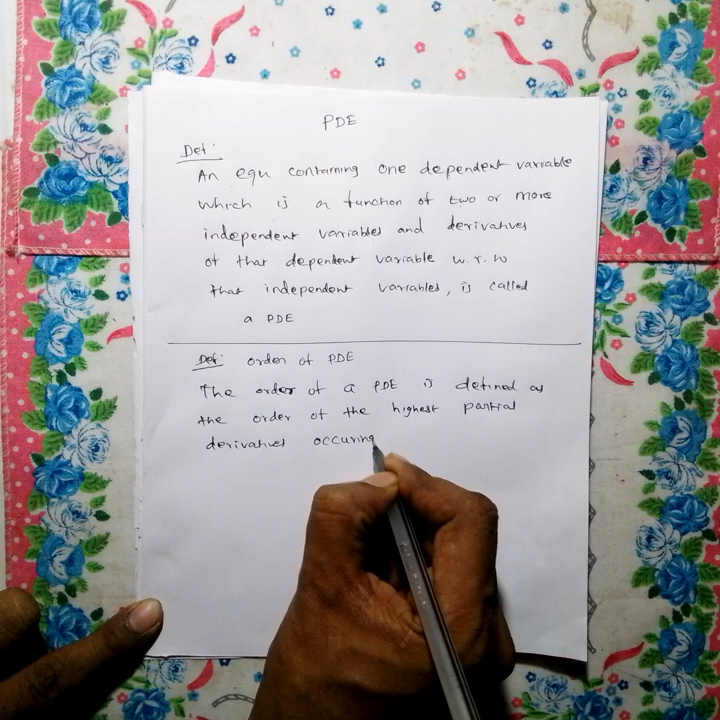 PDE
Def:
An equ containing one dependent variable
which is a function of two or more
independent variables and derivatives
of that dependent variable w.r.to
that independent variables, is called
a PDE
Def: order of PDE
The order of a PDE is defined as
the order of the highest partial
derivatives occuring